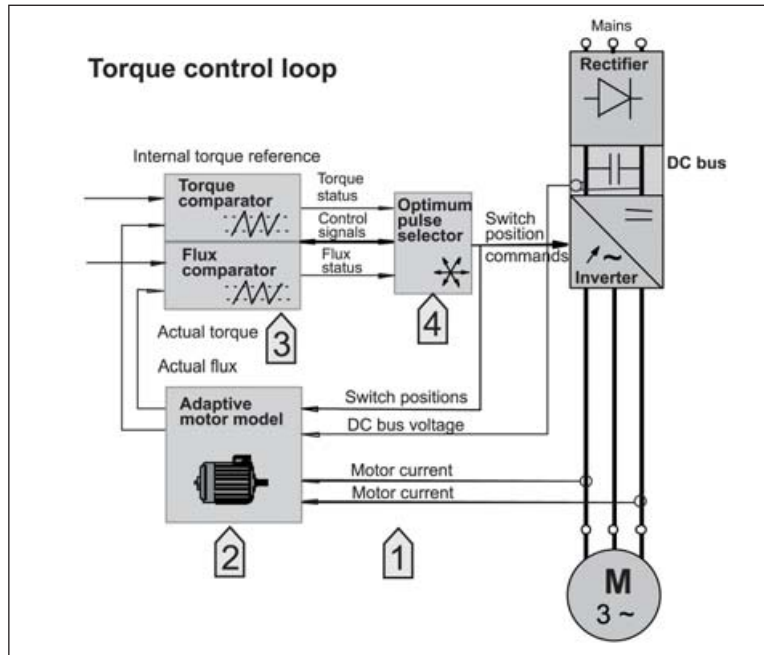 Mains
Torque control loop
Rectifier
DC bus
Internal torque reference
Torque
comparator
Torque
status
Control
signals
Flux
comparator
Flux
status
Optimum
pulse
selector
Switch
position
commands
~
Inverter
3
4
Actual torque
Actual flux
Adaptive
motor model
Switch positions
DC bus voltage
Motor current
Motor current
2
1
M
3 ~